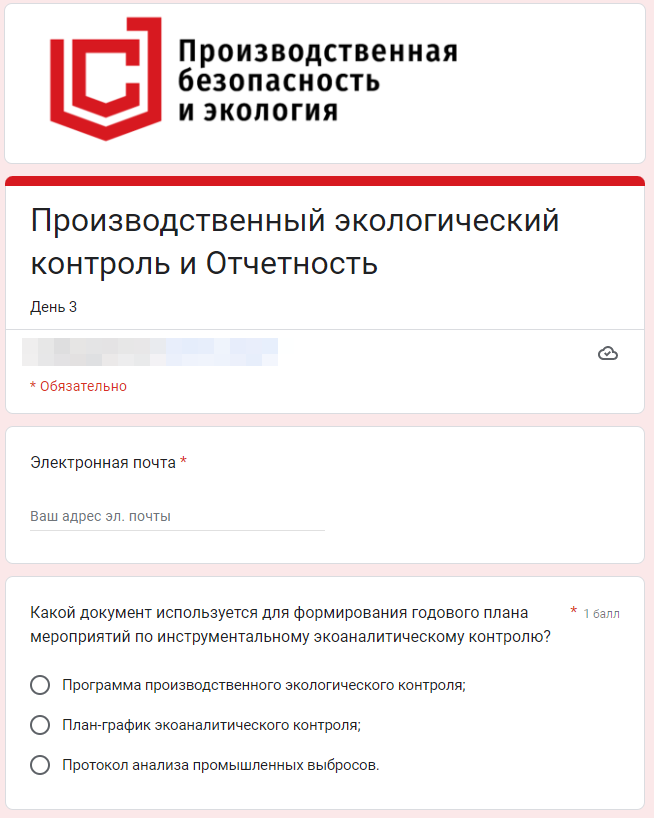 Производственная
безопасность
и экология
Производственный экологический
контроль и Отчетность
День 3
* Обязательно
Электронная почта *
Ваш адрес эл. почты
Какой документ используется для формирования годового плана * 1 балл
мероприятий по инструментальному экоаналитическому контролю?
Программа производственного экологического контроля;
План-график экоаналитического контроля;
Протокол анализа промышленных выбросов.